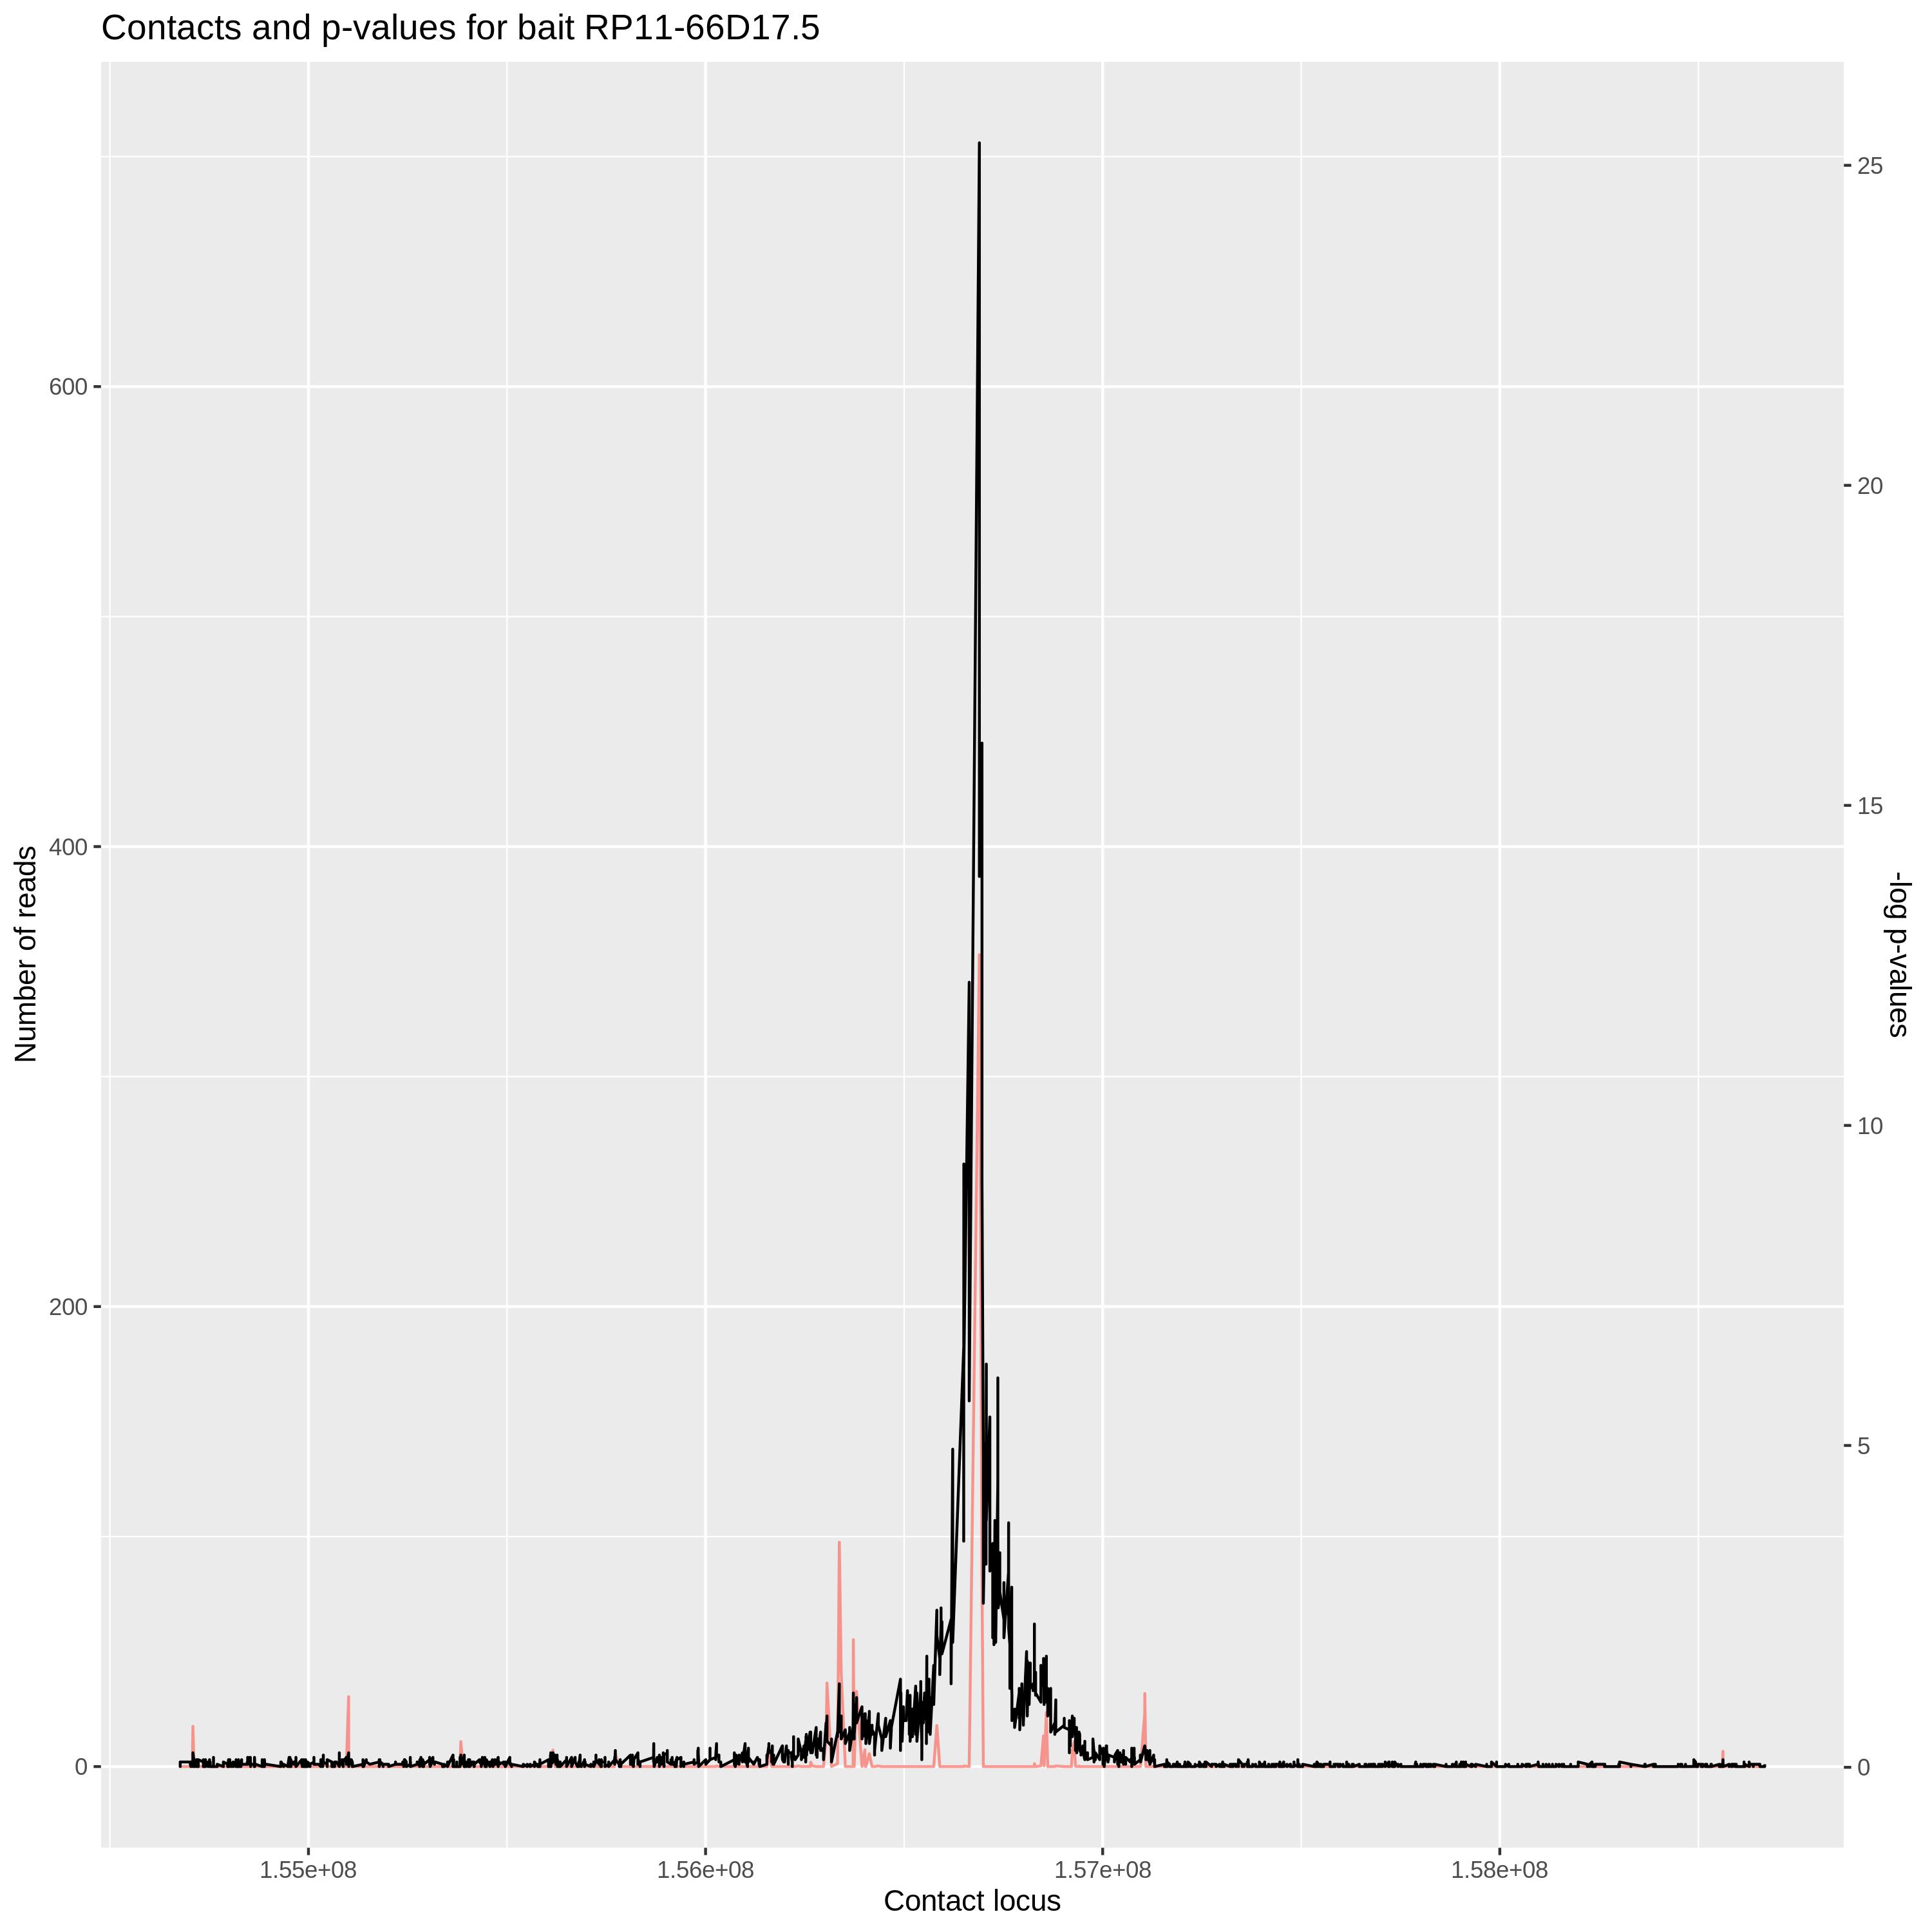 Contacts and p-values for bait RP11-66D17.5
Number of reads
600
400
200
0
25
20
15
10
5
0
-log p-values
1.55e+08
1.56e+08
1.57e+08
1.58e+08
Contact locus